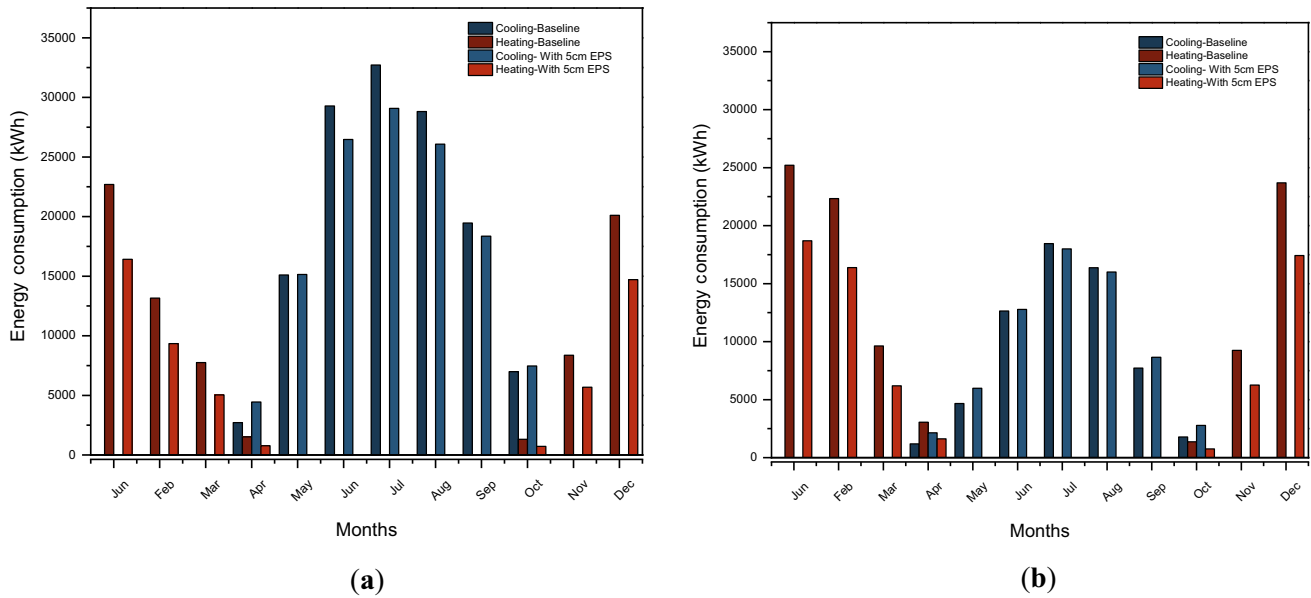 35000
30000
25000
20000
15000
10000
5000
0
Energy consumption (kWh)
Cooling-Baseline
Heating-Baseline
Cooling- With 5cm EPS
Heating-With 5cm EPS
Jun
Feb
Mar
Apr
May
Jun
Jul
Aug
Sep
Oct
Nov
Dec
Months
(a)
35000
30000
25000
20000
15000
10000
5000
0
Energy consumption (kWh)
Cooling-Baseline
Heating-Baseline
Cooling- With 5cm EPS
Heating-With 5cm EPS
Jun
Feb
Mar
Apr
May
Jun
Jul
Aug
Sep
Oct
Nov
Dec
Months
(b)